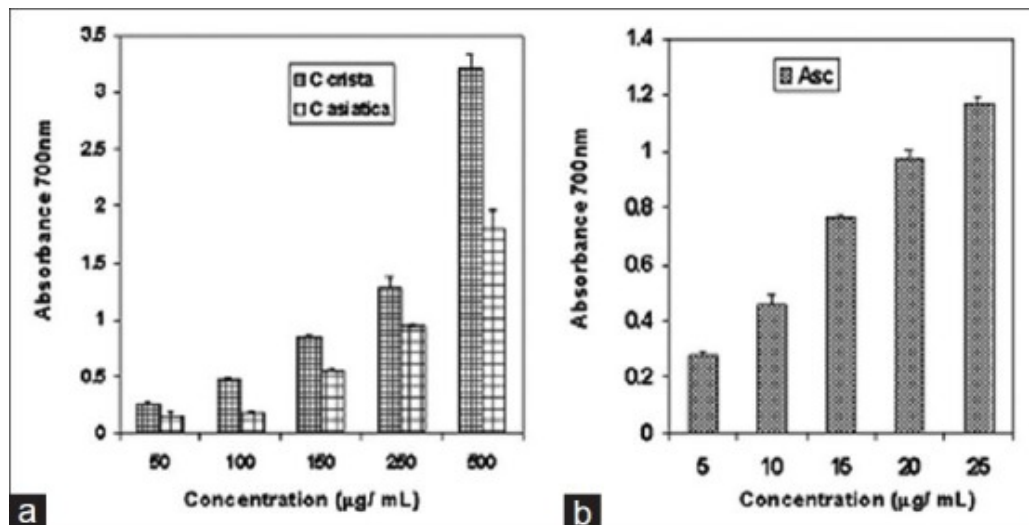 3.5
3
2.5
2
1.5
1
0.5
0
Absorbance 700nm
C crista
C asiatica
50 100 150 250 500
Concentration (µg/ mL)
a
1.4
1.2
1
0.8
0.6
0.4
0.2
0
Absorbance 700nm
Asc
5 10 15 20 25
Concentration (µg/ mL)
b